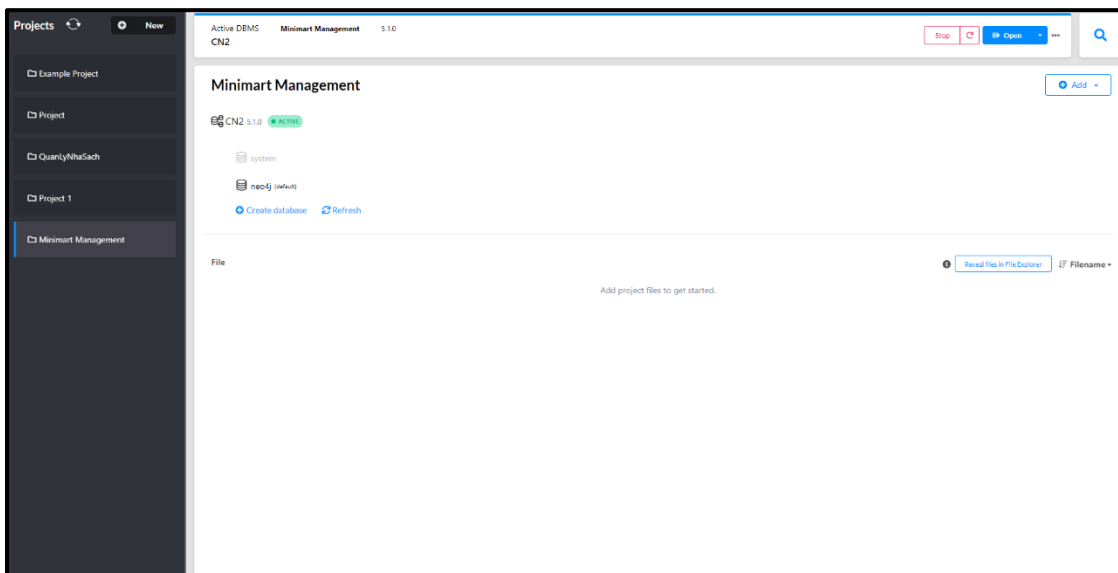 Projects New
Example Project
Project
QuanLyNhaSach
Project 1
Minimart Management
Active DBMS Minimart Management 5.1.0
CN2
Stop Open
Minimart Management
Add
CN2 5.1.0 ACTIVE
system
neo4j (default)
Create database Refresh
File
Reveal files in File Explorer Filename
Add project files to get started.